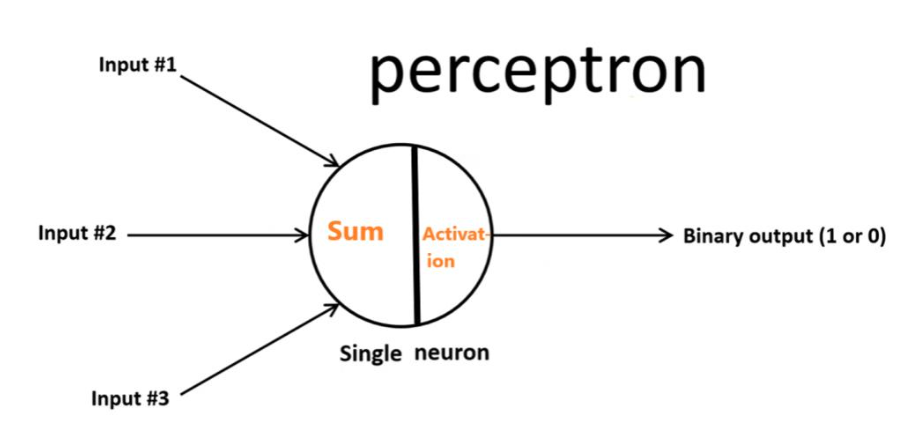 perceptron
Input #1
Input #2
Sum
Activat-
ion
Binary output (1 or 0)
Single neuron
Input #3